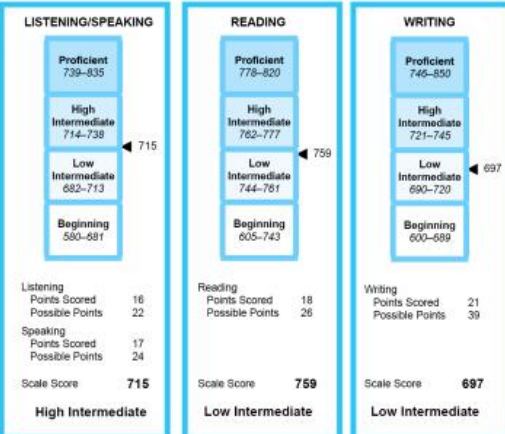 LISTENING/SPEAKING
Proficient
739–835
High
Intermediate
714–738
715
Low
Intermediate
682–713
Beginning
580–681
Listening
Points Scored 16
Possible Points 22
Speaking
Points Scored 17
Possible Points 24
Scale Score 715
High Intermediate
READING
Proficient
778–820
High
Intermediate
762–777
759
Low
Intermediate
744–761
Beginning
605–743
Reading
Points Scored 18
Possible Points 26
Scale Score 759
Low Intermediate
WRITING
Proficient
746–850
High
Intermediate
721–745
Low
Intermediate
690–720
697
Beginning
600–689
Writing
Points Scored 21
Possible Points 39
Scale Score 697
Low Intermediate